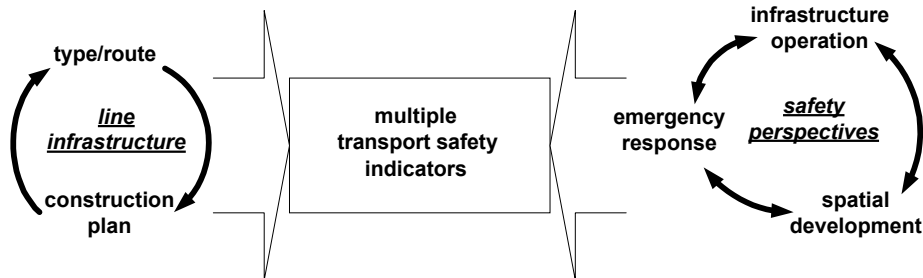 type/route
line
infrastructure
construction
plan
multiple
transport safety
indicators
infrastructure
operation
emergency
response
safety
perspectives
spatial
development